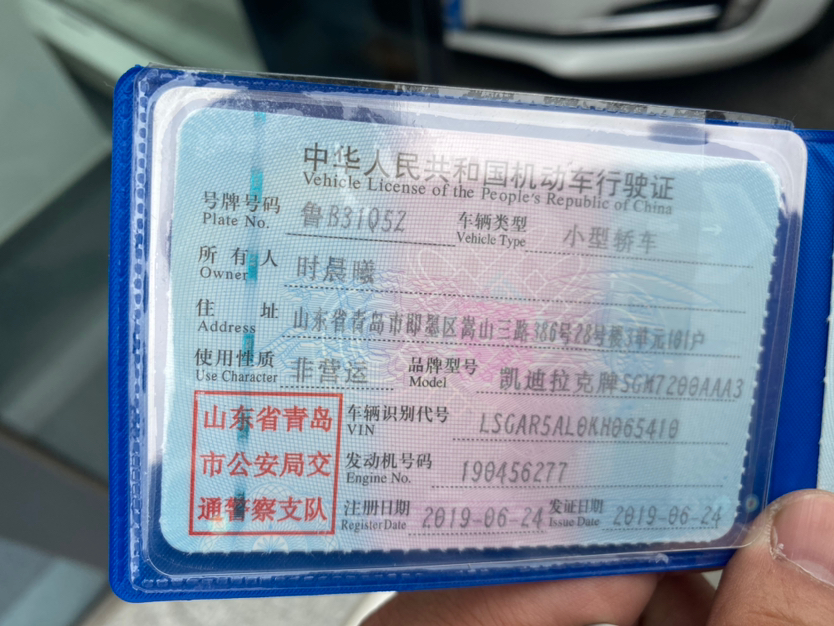 中华人民共和国机动车行驶证
Vehicle License of the People's Republic of China
号牌号码 鲁B31Q5Z 车辆类型 小型轿车
Plate No. Vehicle Type
所有人 时晨曦
Owner
住址 山东省青岛市即墨区嵩山三路386号28号楼3单元101户
Address
使用性质 非营运 品牌型号 凯迪拉克牌SGM7200AAA3
Use Character Model
山东省青岛
市公安局交
通警察支队
车辆识别代号 LSGAR5AL0KH065410
VIN
发动机号码 190456277
Engine No.
注册日期 2019-06-24 发证日期 2019-06-24
Register Date Issue Date